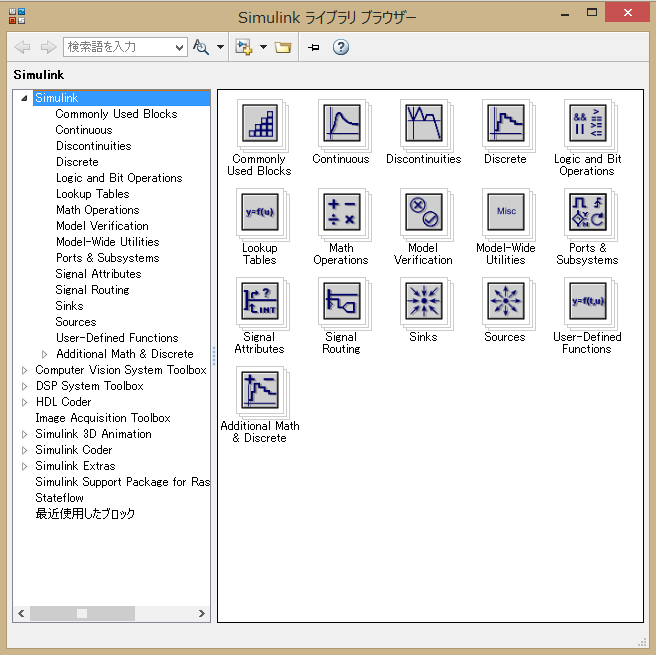 Simulink ライブラリ ブラウザー
検索語を入力
Simulink
Simulink
Commonly Used Blocks
Continuous
Discontinuities
Discrete
Logic and Bit Operations
Lookup Tables
Math Operations
Model Verification
Model-Wide Utilities
Ports & Subsystems
Signal Attributes
Signal Routing
Sinks
Sources
User-Defined Functions
Additional Math & Discrete
Computer Vision System Toolbox
DSP System Toolbox
HDL Coder
Image Acquisition Toolbox
Simulink 3D Animation
Simulink Coder
Simulink Extras
Simulink Support Package for Ras
Stateflow
最近使用したブロック
Commonly
Used Blocks
Continuous
Discontinuities
Discrete
&& >=
|| == <=
Logic and Bit
Operations
y=f(u)
Lookup
Tables
+ −
÷ ×
Math
Operations
Model
Verification
Misc
Model-Wide
Utilities
Ports &
Subsystems
?
INT
Signal
Attributes
Signal
Routing
Sinks
Sources
y=f(t,u)
User-Defined
Functions
+ −
Additional Math
& Discrete